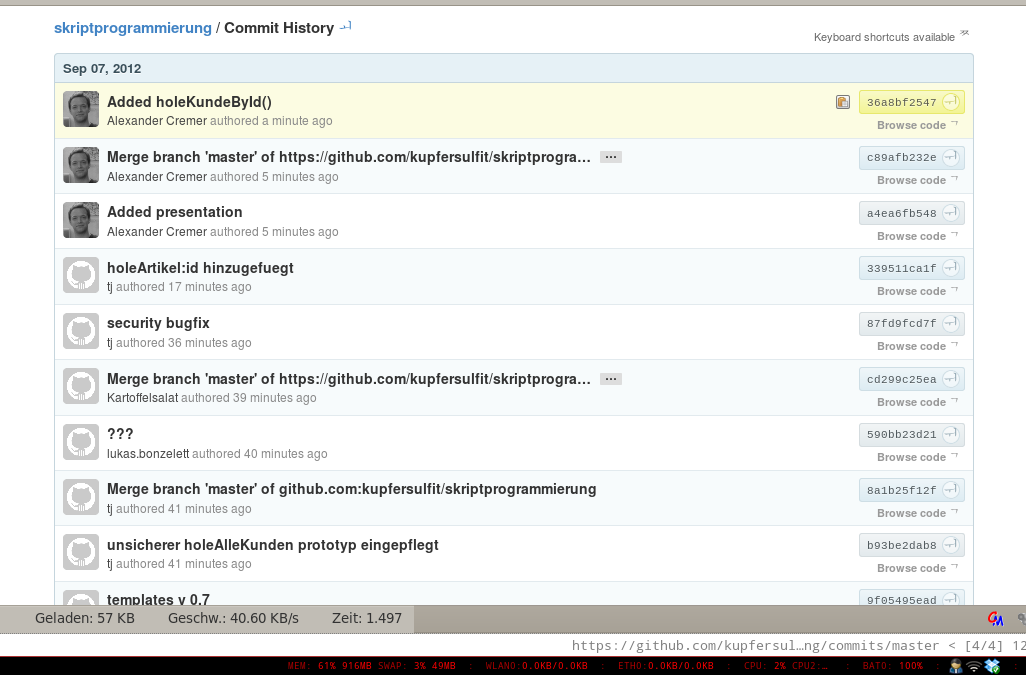 skriptprogrammierung / Commit History
Keyboard shortcuts available
Sep 07, 2012
Added holeKundeById()
36a8bf2547
Alexander Cremer authored a minute ago
Browse code
Merge branch 'master' of https://github.com/kupfersulfit/skriptprogra… …
c89afb232e
Alexander Cremer authored 5 minutes ago
Browse code
Added presentation
a4ea6fb548
Alexander Cremer authored 5 minutes ago
Browse code
holeArtikel:id hinzugefuegt
339511ca1f
tj authored 17 minutes ago
Browse code
security bugfix
87fd9fcd7f
tj authored 36 minutes ago
Browse code
Merge branch 'master' of https://github.com/kupfersulfit/skriptprogra… …
cd299c25ea
Kartoffelsalat authored 39 minutes ago
Browse code
???
590bb23d21
lukas.bonzelett authored 40 minutes ago
Browse code
Merge branch 'master' of github.com:kupfersulfit/skriptprogrammierung
8a1b25f12f
tj authored 41 minutes ago
Browse code
unsicherer holeAlleKunden prototyp eingepflegt
b93be2dab8
tj authored 41 minutes ago
Browse code
templates v 0.7
9f05495ead
Geladen: 57 KB Geschw.: 40.60 KB/s Zeit: 1.497
https://github.com/kupfersul…ng/commits/master < [4/4] 12
MEM: 61% 916MB SWAP: 3% 49MB : WLAN0:0.0KB/0.0KB : ETH0:0.0KB/0.0KB : CPU: 2% CPU2:… : BAT0: 100% :